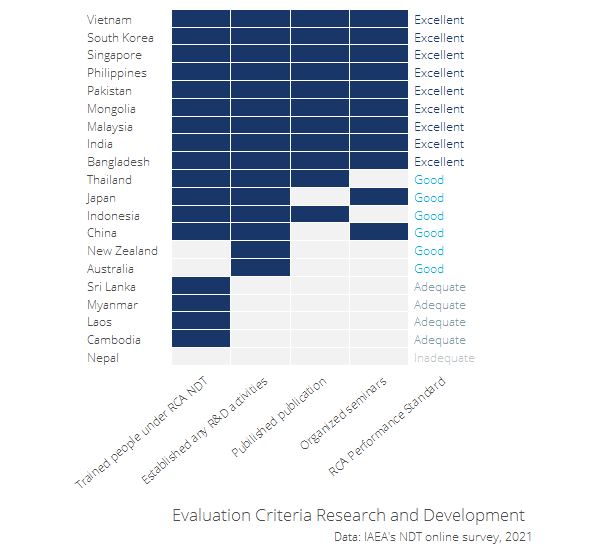 Vietnam Excellent
South Korea Excellent
Singapore Excellent
Philippines Excellent
Pakistan Excellent
Mongolia Excellent
Malaysia Excellent
India Excellent
Bangladesh Excellent
Thailand Good
Japan Good
Indonesia Good
China Good
New Zealand Good
Australia Good
Sri Lanka Adequate
Myanmar Adequate
Laos Adequate
Cambodia Adequate
Nepal Inadequate
Trained people under RCA NDT
Established any R&D activities
Published publication
Organized seminars
RCA Performance Standard
Evaluation Criteria Research and Development
Data: IAEA's NDT online survey, 2021